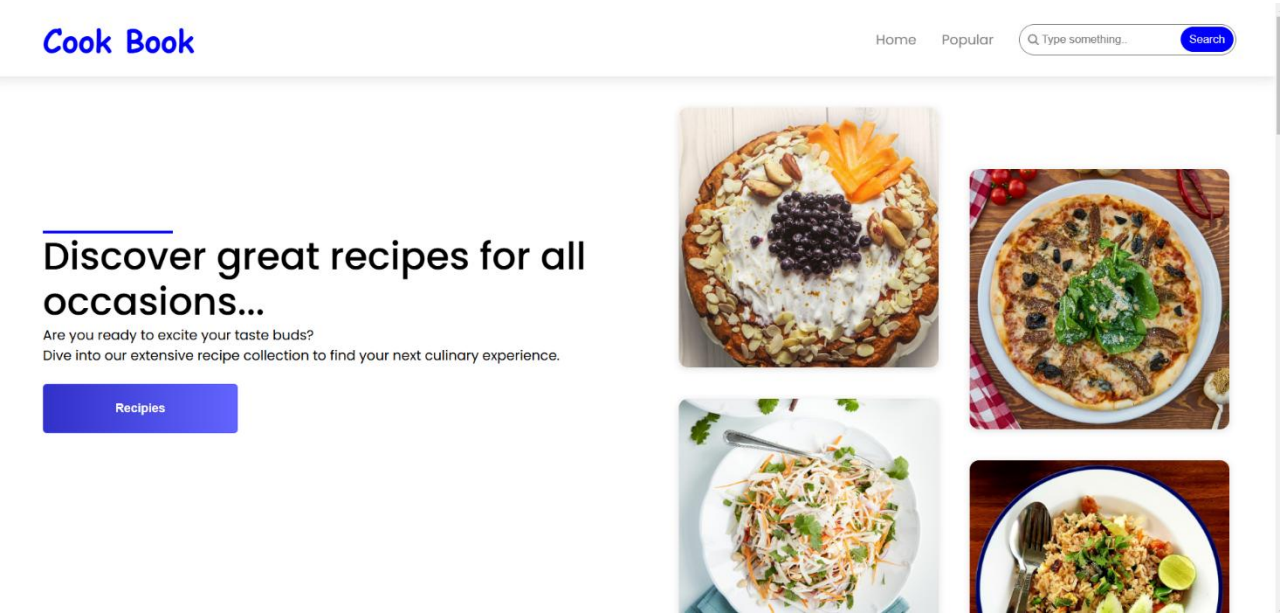 Cook Book
Home
Popular
Type something..
Search
Discover great recipes for all
occasions...
Are you ready to excite your taste buds?
Dive into our extensive recipe collection to find your next culinary experience.
Recipies